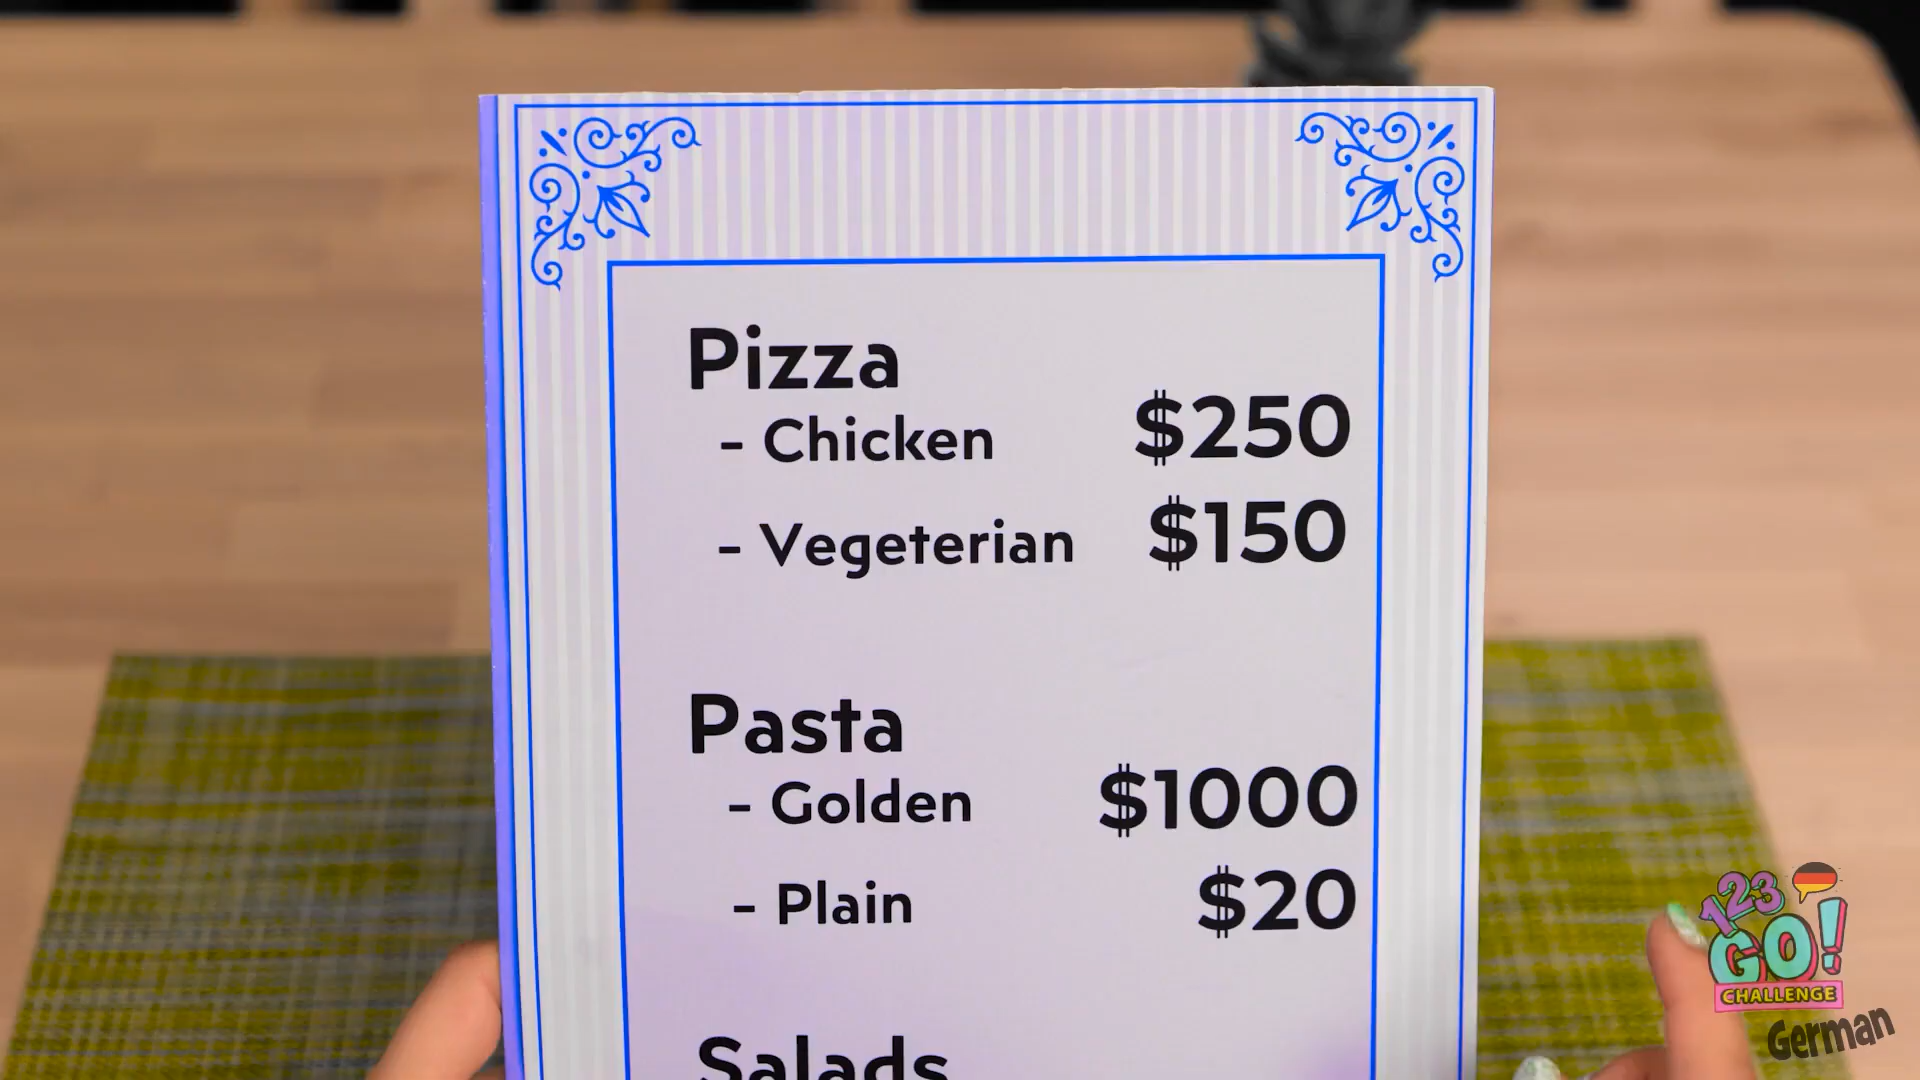 Pizza
- Chicken $250
- Vegeterian $150
Pasta
- Golden $1000
- Plain $20
Salads
123
GO!
CHALLENGE
German